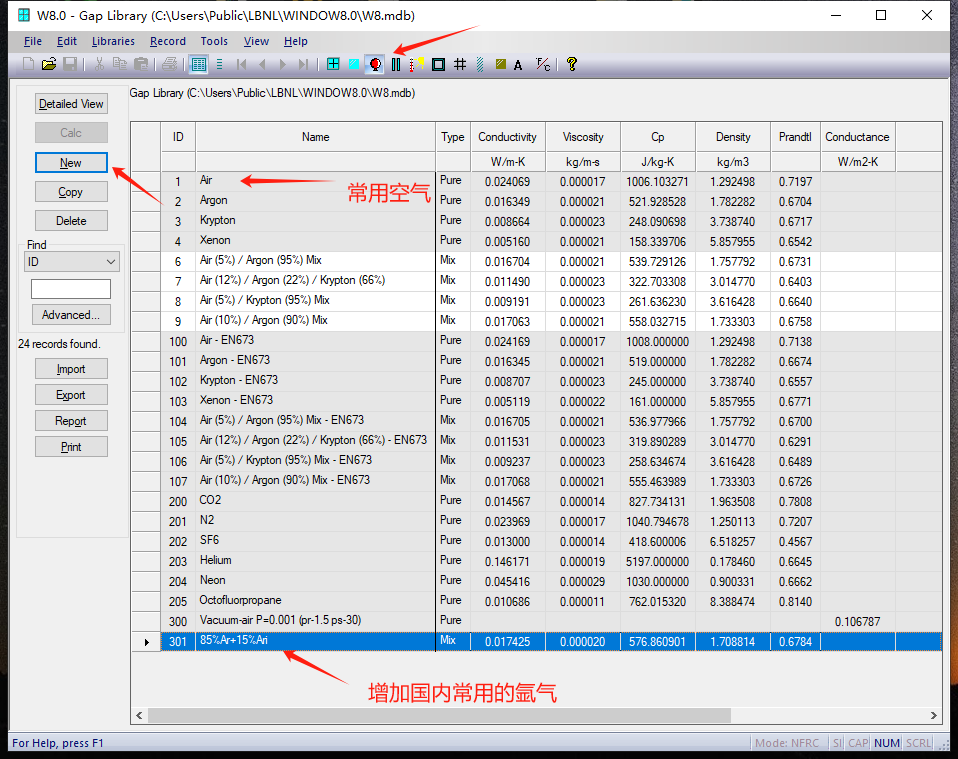 W8.0 - Gap Library (C:\Users\Public\LBNL\WINDOW8.0\W8.mdb)
File Edit Libraries Record Tools View Help
Gap Library (C:\Users\Public\LBNL\WINDOW8.0\W8.mdb)
Detailed View
Calc
New
Copy
Delete
Find
ID
Advanced...
24 records found.
Import
Export
Report
Print
ID Name Type Conductivity Viscosity Cp Density Prandtl Conductance
W/m-K kg/m-s J/kg-K kg/m3 W/m2-K
1 Air Pure 0.024069 0.000017 1006.103271 1.292498 0.7197
常用空气
2 Argon Pure 0.016349 0.000021 521.928528 1.782282 0.6704
3 Krypton Pure 0.008664 0.000023 248.090698 3.738740 0.6717
4 Xenon Pure 0.005160 0.000021 158.339706 5.857955 0.6542
6 Air (5%) / Argon (95%) Mix Mix 0.016704 0.000021 539.729126 1.757792 0.6731
7 Air (12%) / Argon (22%) / Krypton (66%) Mix 0.011490 0.000023 322.703308 3.014770 0.6403
8 Air (5%) / Krypton (95%) Mix Mix 0.009191 0.000023 261.636230 3.616428 0.6640
9 Air (10%) / Argon (90%) Mix Mix 0.017063 0.000021 558.032715 1.733303 0.6758
100 Air - EN673 Pure 0.024169 0.000017 1008.000000 1.292498 0.7138
101 Argon - EN673 Pure 0.016345 0.000021 519.000000 1.782282 0.6674
102 Krypton - EN673 Pure 0.008707 0.000023 245.000000 3.738740 0.6557
103 Xenon - EN673 Pure 0.005119 0.000022 161.000000 5.857955 0.6771
104 Air (5%) / Argon (95%) Mix - EN673 Mix 0.016705 0.000021 536.977966 1.757792 0.6700
105 Air (12%) / Argon (22%) / Krypton (66%) - EN673 Mix 0.011531 0.000023 319.890289 3.014770 0.6291
106 Air (5%) / Krypton (95%) Mix - EN673 Mix 0.009237 0.000023 258.634674 3.616428 0.6489
107 Air (10%) / Argon (90%) Mix - EN673 Mix 0.017068 0.000021 555.463989 1.733303 0.6726
200 CO2 Pure 0.014567 0.000014 827.734131 1.963508 0.7808
201 N2 Pure 0.023969 0.000017 1040.794678 1.250113 0.7207
202 SF6 Pure 0.013000 0.000014 418.600006 6.518257 0.4567
203 Helium Pure 0.146171 0.000019 5197.000000 0.178460 0.6645
204 Neon Pure 0.045416 0.000029 1030.000000 0.900331 0.6662
205 Octofluorpropane Pure 0.010686 0.000011 762.015320 8.388474 0.8140
300 Vacuum-air P=0.001 (pr-1.5 ps-30) Pure 0.106787
301 85%Ar+15%Ari Mix 0.017425 0.000020 576.860901 1.708814 0.6784
增加国内常用的氩气
For Help, press F1
Mode: NFRC SI CAP NUM SCRL